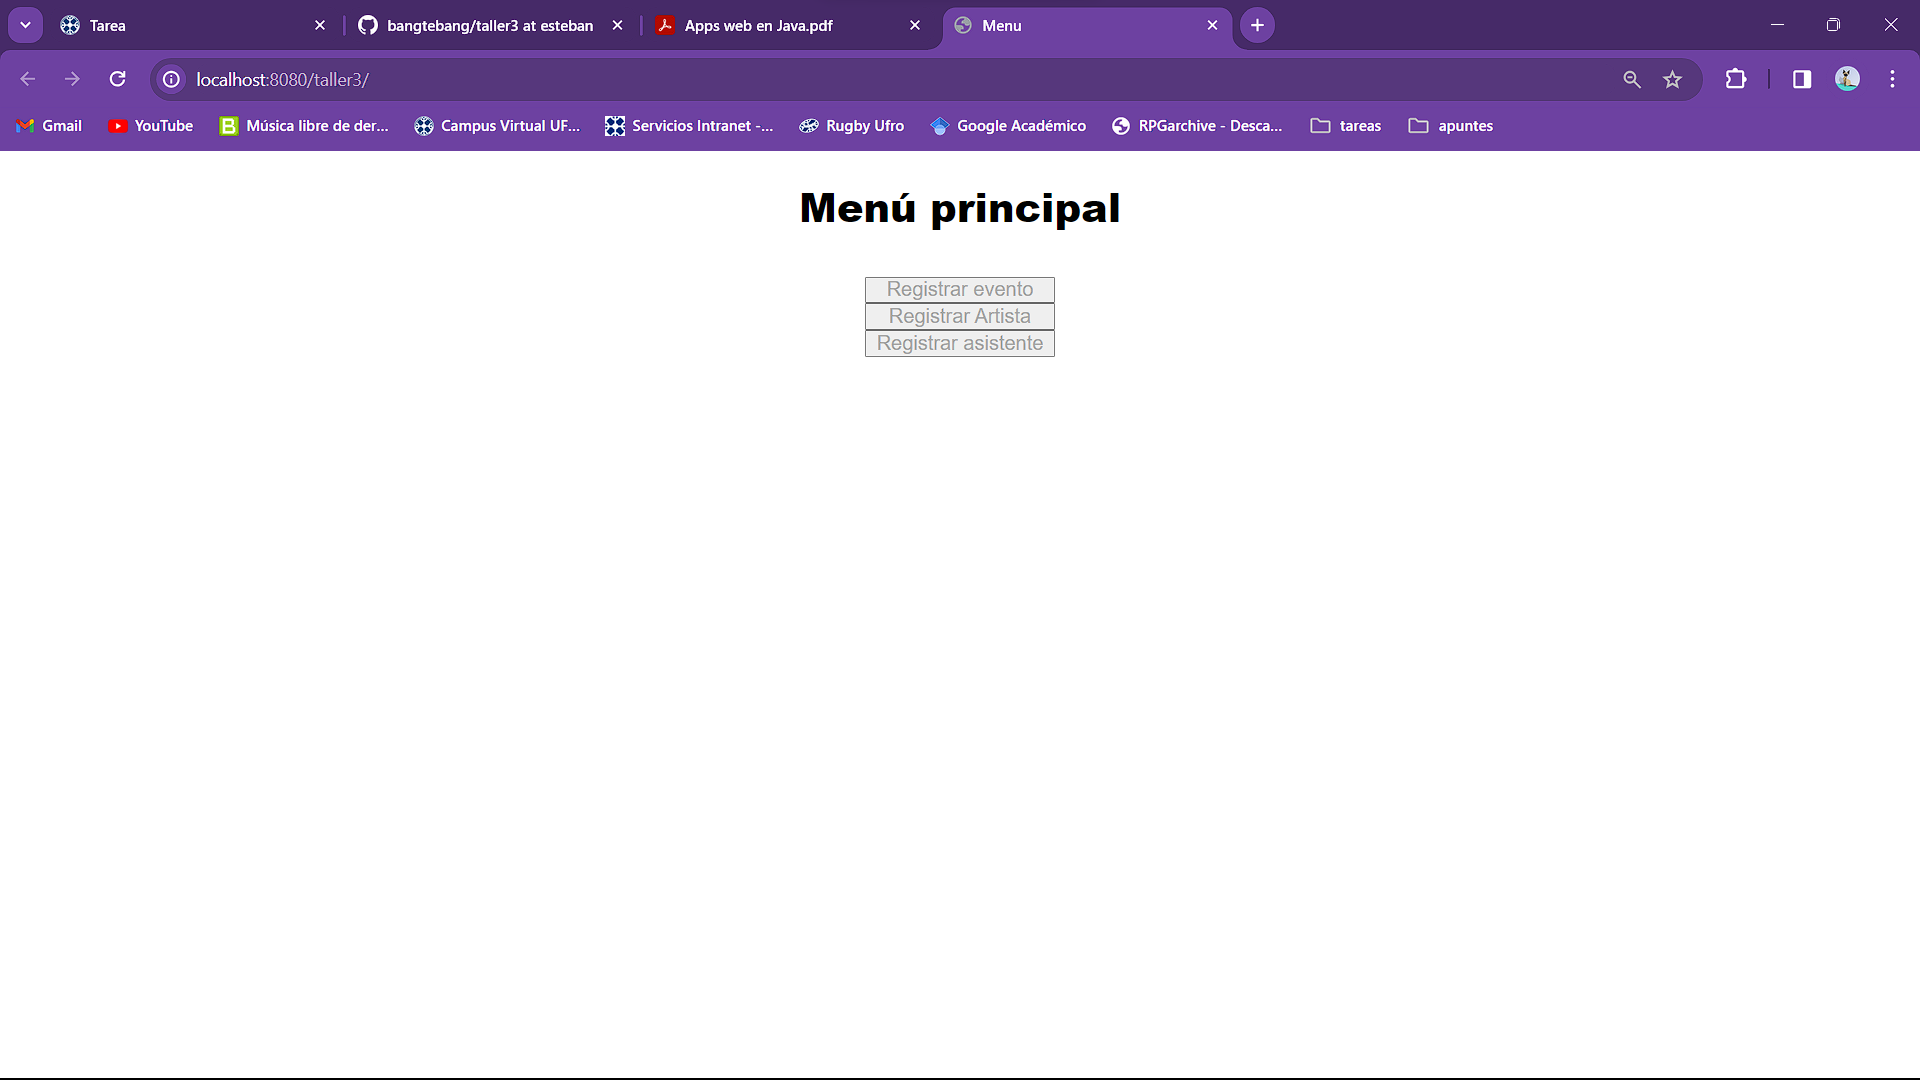 Tarea
bangtebang/taller3 at esteban
Apps web en Java.pdf
Menu
localhost:8080/taller3/
Gmail
YouTube
Música libre de der...
Campus Virtual UF...
Servicios Intranet -...
Rugby Ufro
Google Académico
RPGarchive - Desca...
tareas
apuntes
Menú principal
Registrar evento
Registrar Artista
Registrar asistente